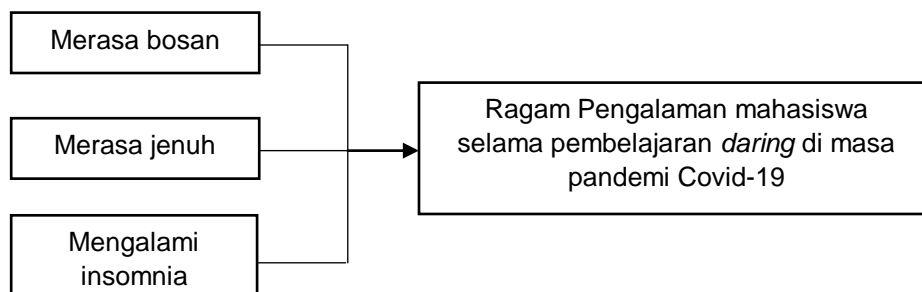 Merasa bosan
Merasa jenuh
Mengalami
insomnia
Ragam Pengalaman mahasiswa
selama pembelajaran daring di masa
pandemi Covid-19